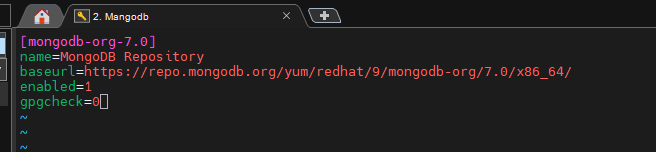 2. Mangodb
[mongodb-org-7.0]
name=MongoDB Repository
baseurl=https://repo.mongodb.org/yum/redhat/9/mongodb-org/7.0/x86_64/
enabled=1
gpgcheck=0
~
~
~